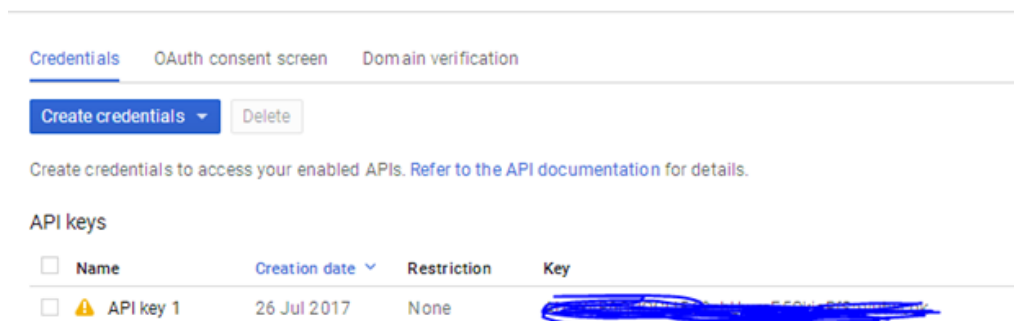 Credentials OAuth consent screen Domain verification
Create credentials Delete
Create credentials to access your enabled APIs. Refer to the API documentation for details.
API keys
Name Creation date Restriction Key
API key 1 26 Jul 2017 None